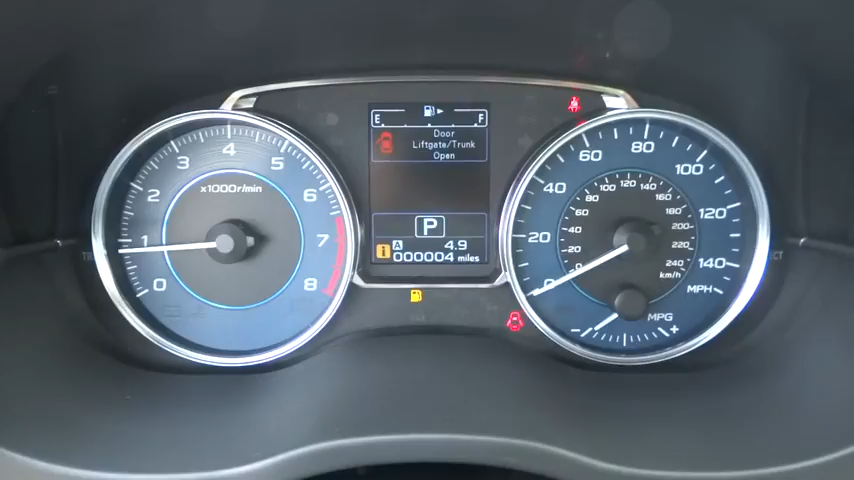 E F
Door
Liftgate/Trunk
Open
P
A 4.9
i 000004 miles
x1000r/min
0 1 2 3 4 5 6 7 8
0 20 40 60 80 100 120 140
MPH
0 20 40 60 80 100 120 140 160 180 200 220 240
km/h
MPG
- +